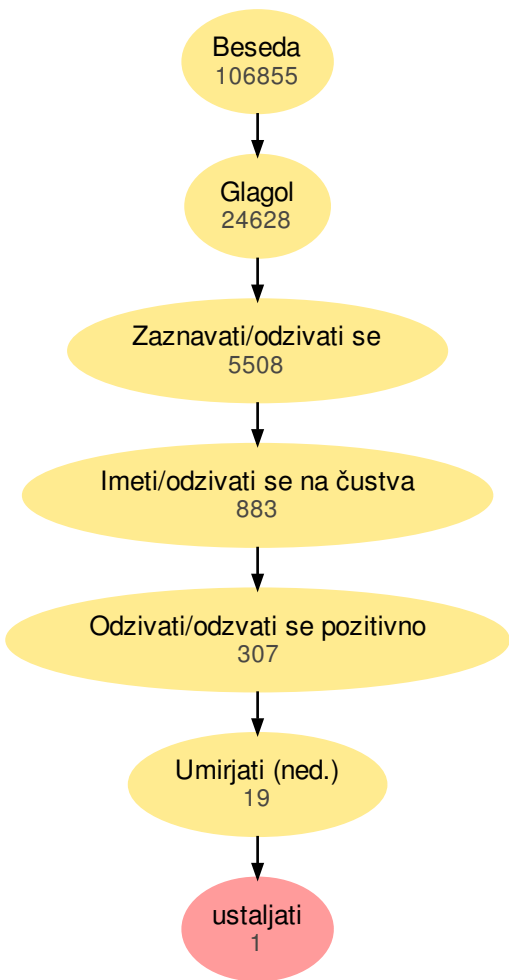 Beseda
106855
Glagol
24628
Zaznavati/odzivati se
5508
Imeti/odzivati se na čustva
883
Odzivati/odzvati se pozitivno
307
Umirjati (ned.)
19
ustaljati
1